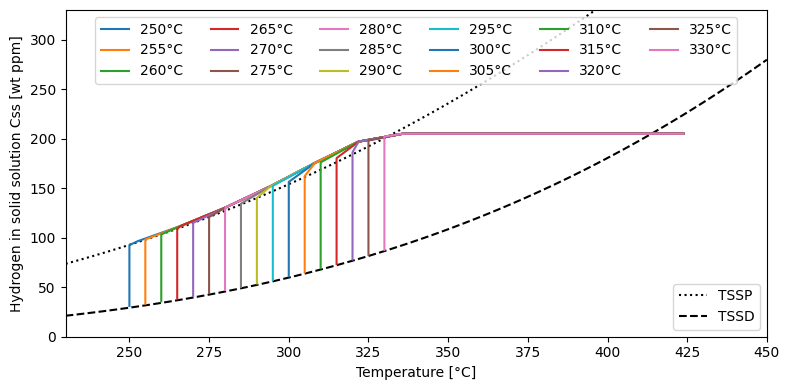 250°C 265°C 280°C 295°C 310°C 325°C
255°C 270°C 285°C 300°C 315°C 330°C
260°C 275°C 290°C 305°C 320°C
Hydrogen in solid solution Css [wt ppm]
300
250
200
150
100
50
0
TSSP
TSSD
250 275 300 325 350 375 400 425 450
Temperature [°C]